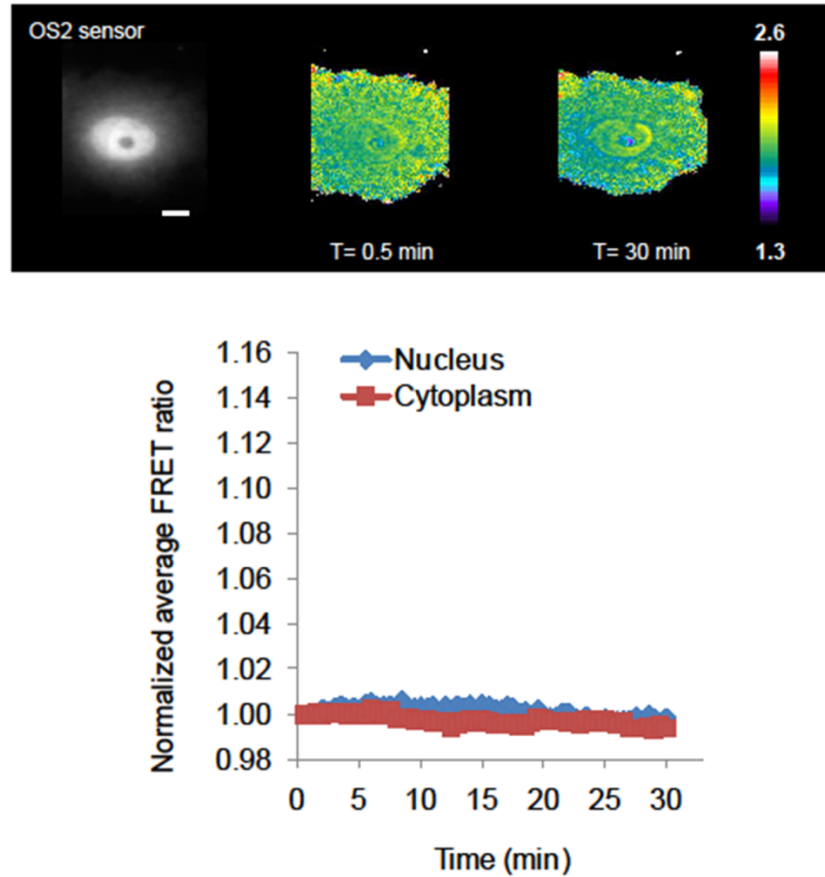 OS2 sensor
2.6
T= 0.5 min
T= 30 min
1.3
Nucleus
Cytoplasm
Normalized average FRET ratio
1.16
1.14
1.12
1.10
1.08
1.06
1.04
1.02
1.00
0.98
0 5 10 15 20 25 30
Time (min)